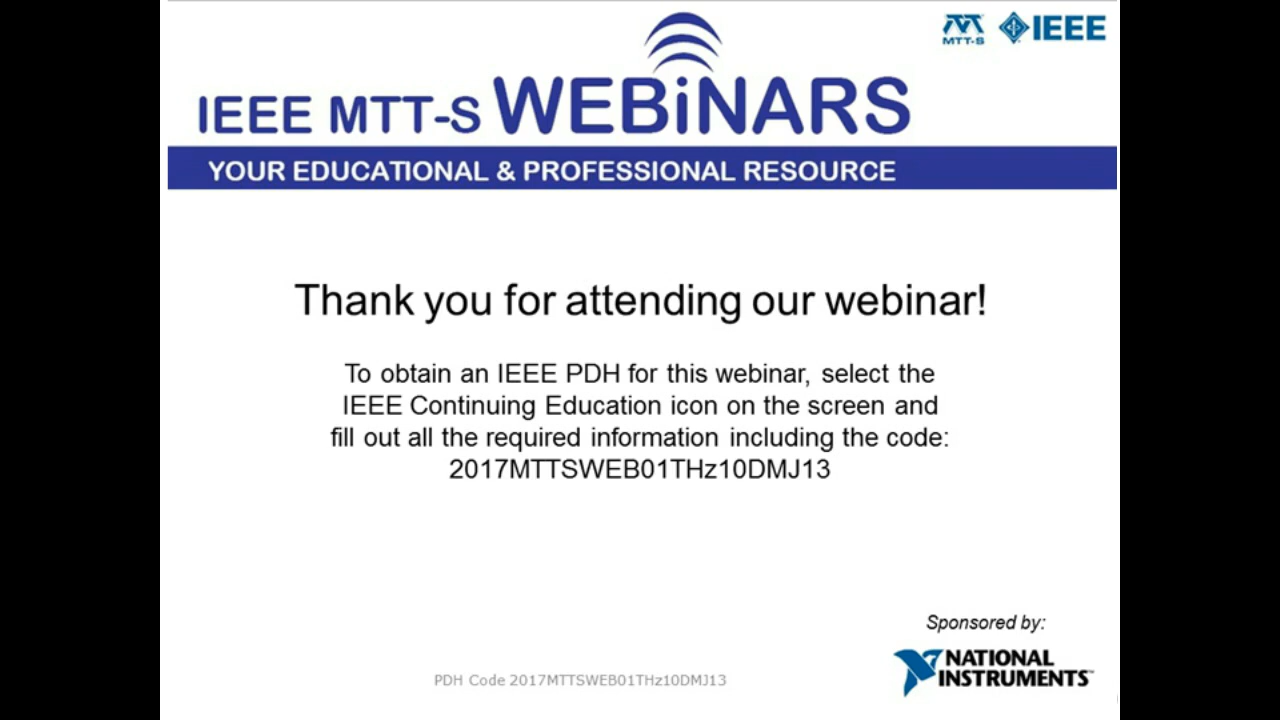 MTT-S IEEE
IEEE MTT-S WEBiNARS
YOUR EDUCATIONAL & PROFESSIONAL RESOURCE
Thank you for attending our webinar!
To obtain an IEEE PDH for this webinar, select the
IEEE Continuing Education icon on the screen and
fill out all the required information including the code:
2017MTTSWEB01THz10DMJ13
Sponsored by:
NATIONAL
INSTRUMENTS
PDH Code 2017MTTSWEB01THz10DMJ13